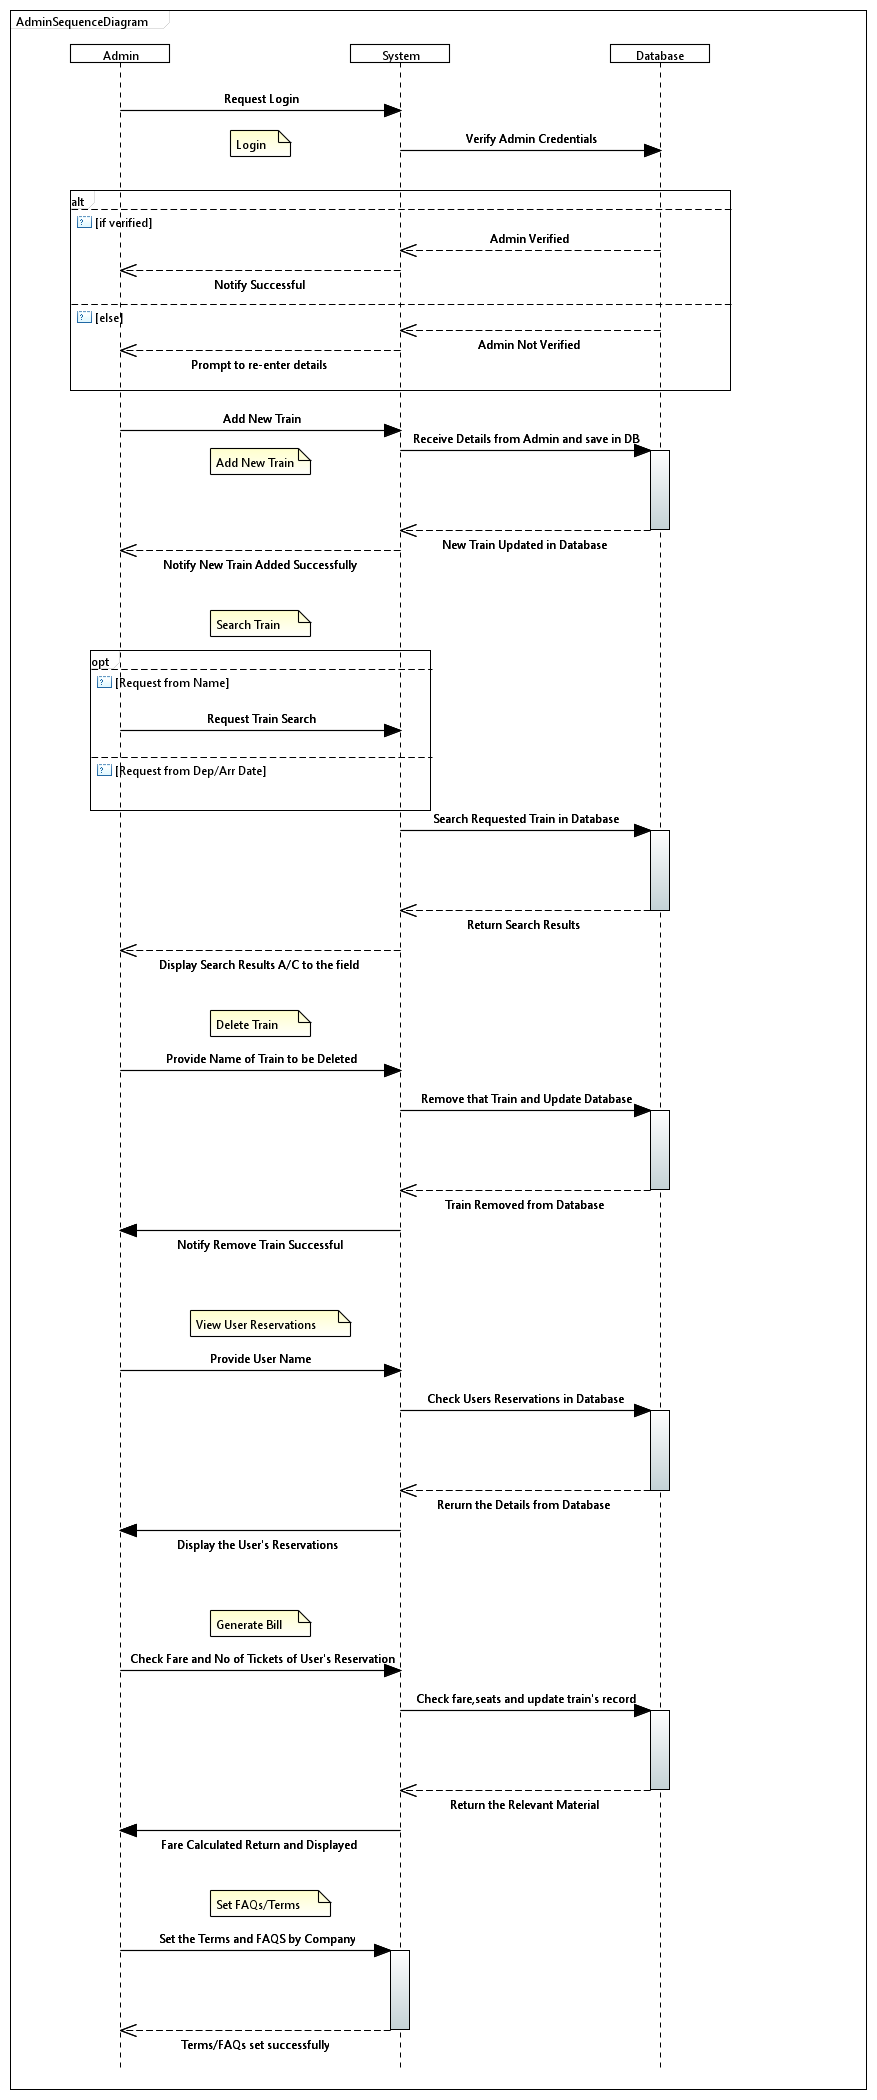 AdminSequenceDiagram
Admin
System
Database
Request Login
Login
Verify Admin Credentials
alt
? [if verified]
Admin Verified
Notify Successful
? [else]
Admin Not Verified
Prompt to re-enter details
Add New Train
Receive Details from Admin and save in DB
Add New Train
New Train Updated in Database
Notify New Train Added Successfully
Search Train
opt
? [Request from Name]
Request Train Search
? [Request from Dep/Arr Date]
Search Requested Train in Database
Return Search Results
Display Search Results A/C to the field
Delete Train
Provide Name of Train to be Deleted
Remove that Train and Update Database
Train Removed from Database
Notify Remove Train Successful
View User Reservations
Provide User Name
Check Users Reservations in Database
Rerurn the Details from Database
Display the User's Reservations
Generate Bill
Check Fare and No of Tickets of User's Reservation
Check fare,seats and update train's record
Return the Relevant Material
Fare Calculated Return and Displayed
Set FAQs/Terms
Set the Terms and FAQS by Company
Terms/FAQs set successfully